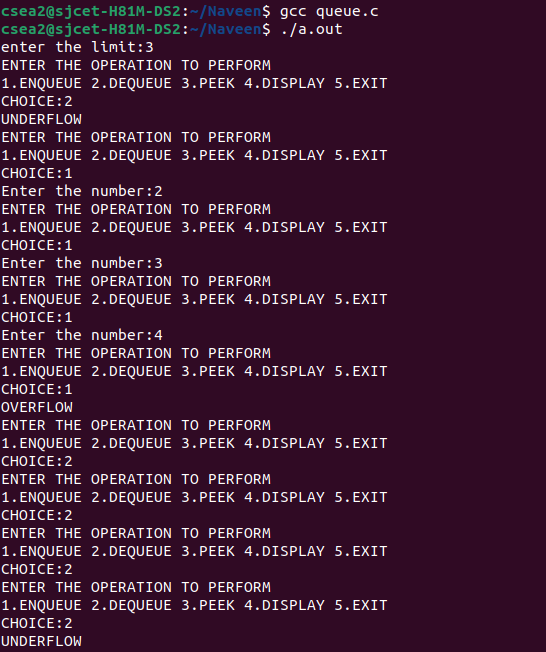 csea2@sjcet-H81M-DS2:~/Naveen$ gcc queue.c
csea2@sjcet-H81M-DS2:~/Naveen$ ./a.out
enter the limit:3
ENTER THE OPERATION TO PERFORM
1.ENQUEUE 2.DEQUEUE 3.PEEK 4.DISPLAY 5.EXIT
CHOICE:2
UNDERFLOW
ENTER THE OPERATION TO PERFORM
1.ENQUEUE 2.DEQUEUE 3.PEEK 4.DISPLAY 5.EXIT
CHOICE:1
Enter the number:2
ENTER THE OPERATION TO PERFORM
1.ENQUEUE 2.DEQUEUE 3.PEEK 4.DISPLAY 5.EXIT
CHOICE:1
Enter the number:3
ENTER THE OPERATION TO PERFORM
1.ENQUEUE 2.DEQUEUE 3.PEEK 4.DISPLAY 5.EXIT
CHOICE:1
Enter the number:4
ENTER THE OPERATION TO PERFORM
1.ENQUEUE 2.DEQUEUE 3.PEEK 4.DISPLAY 5.EXIT
CHOICE:1
OVERFLOW
ENTER THE OPERATION TO PERFORM
1.ENQUEUE 2.DEQUEUE 3.PEEK 4.DISPLAY 5.EXIT
CHOICE:2
ENTER THE OPERATION TO PERFORM
1.ENQUEUE 2.DEQUEUE 3.PEEK 4.DISPLAY 5.EXIT
CHOICE:2
ENTER THE OPERATION TO PERFORM
1.ENQUEUE 2.DEQUEUE 3.PEEK 4.DISPLAY 5.EXIT
CHOICE:2
ENTER THE OPERATION TO PERFORM
1.ENQUEUE 2.DEQUEUE 3.PEEK 4.DISPLAY 5.EXIT
CHOICE:2
UNDERFLOW